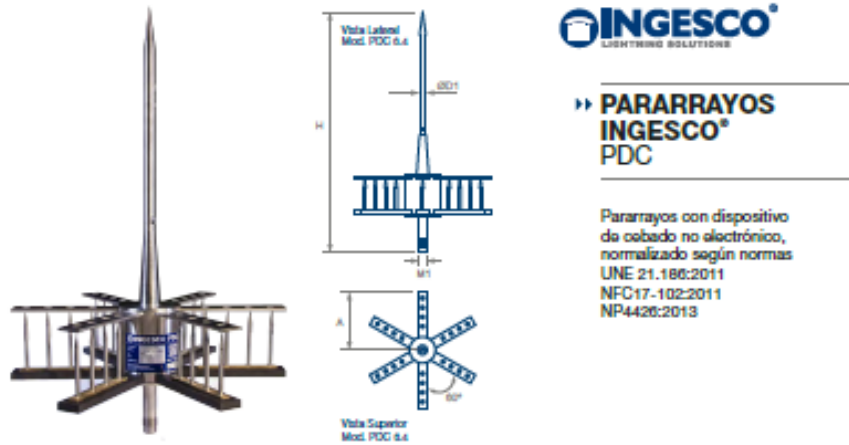 INGESCO
Vista Lateral
Mod. PDC 6.4
H
ØD1
M1
A
60º
Vista Superior
Mod. PDC 6.4
INGESCO®
LIGHTNING SOLUTIONS
PARARRAYOS
INGESCO®
PDC
Pararrayos con dispositivo
de cebado no electrónico,
normalizado según normas
UNE 21.186:2011
NFC17-102:2011
NP4426:2013